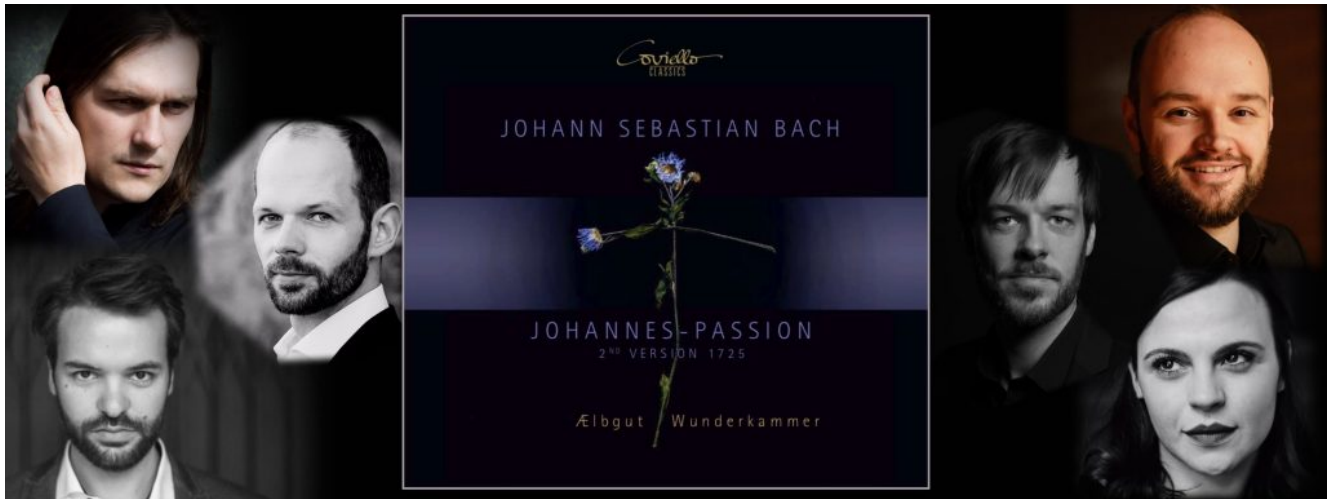 Coviello
CLASSICS
JOHANN SEBASTIAN BACH
JOHANNES-PASSION
2ND VERSION 1725
Ælbgut Wunderkammer